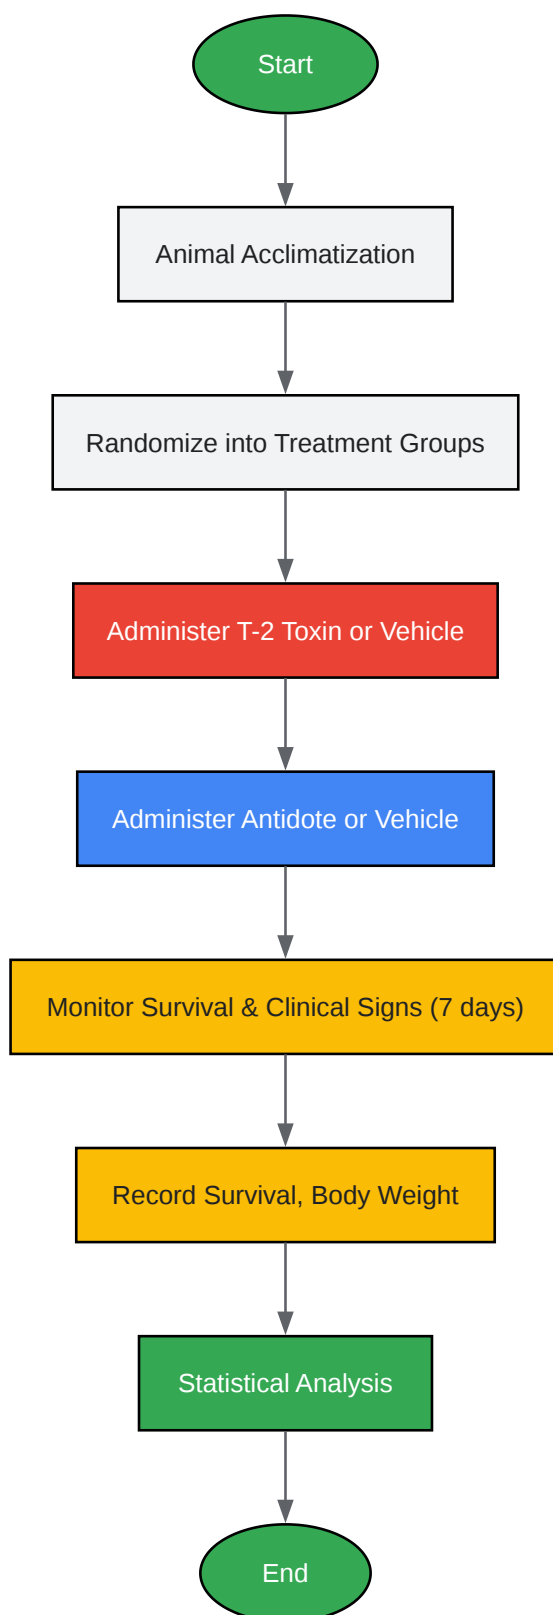 Start
Animal Acclimatization
Randomize into Treatment Groups
Administer T-2 Toxin or Vehicle
Administer Antidote or Vehicle
Monitor Survival & Clinical Signs (7 days)
Record Survival, Body Weight
Statistical Analysis
End